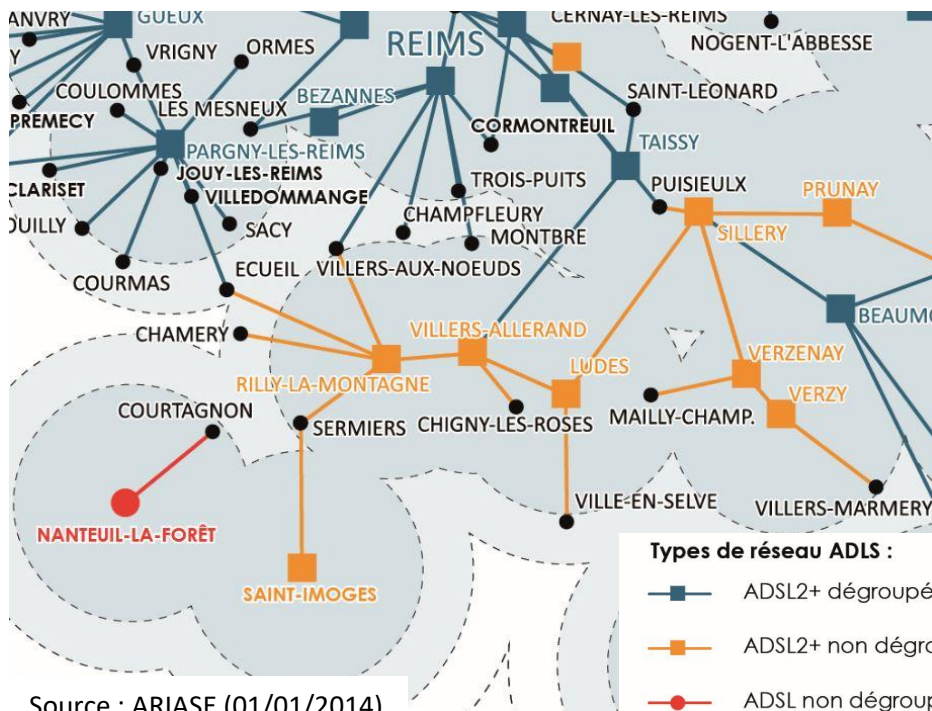 GUEUX
CERNAY-LES-REIMS
NOGENT-L'ABBESSE
VRIGNY
ORMES
REIMS
COULOMMES
LES MESNEUX
BEZANNES
SAINT-LEONARD
PREMECY
CORMONTREUIL
TAISSY
PARGNY-LES-REIMS
JOUY-LES-REIMS
CLARISET
VILLEDOMMANGE
TROIS-PUITS
PUISIEULX
PRUNAY
OUILLY
SACY
CHAMPFLEURY
MONTBRE
SILLERY
COURMAS
ECUEIL
VILLERS-AUX-NOEUDS
BEAUMO
CHAMERY
VILLERS-ALLERAND
LUDES
VERZENAY
RILLY-LA-MONTAGNE
VERZY
COURTAGNON
SERMIERS
CHIGNY-LES-ROSES
MAILLY-CHAMP.
VILLE-EN-SELVE
VILLERS-MARMERY
NANTEUIL-LA-FORÊT
SAINT-IMOGES
Types de réseau ADLS :
ADSL2+ dégroupé
ADSL2+ non dégro
ADSL non dégroup
Source : ARIASE (01/01/2014)